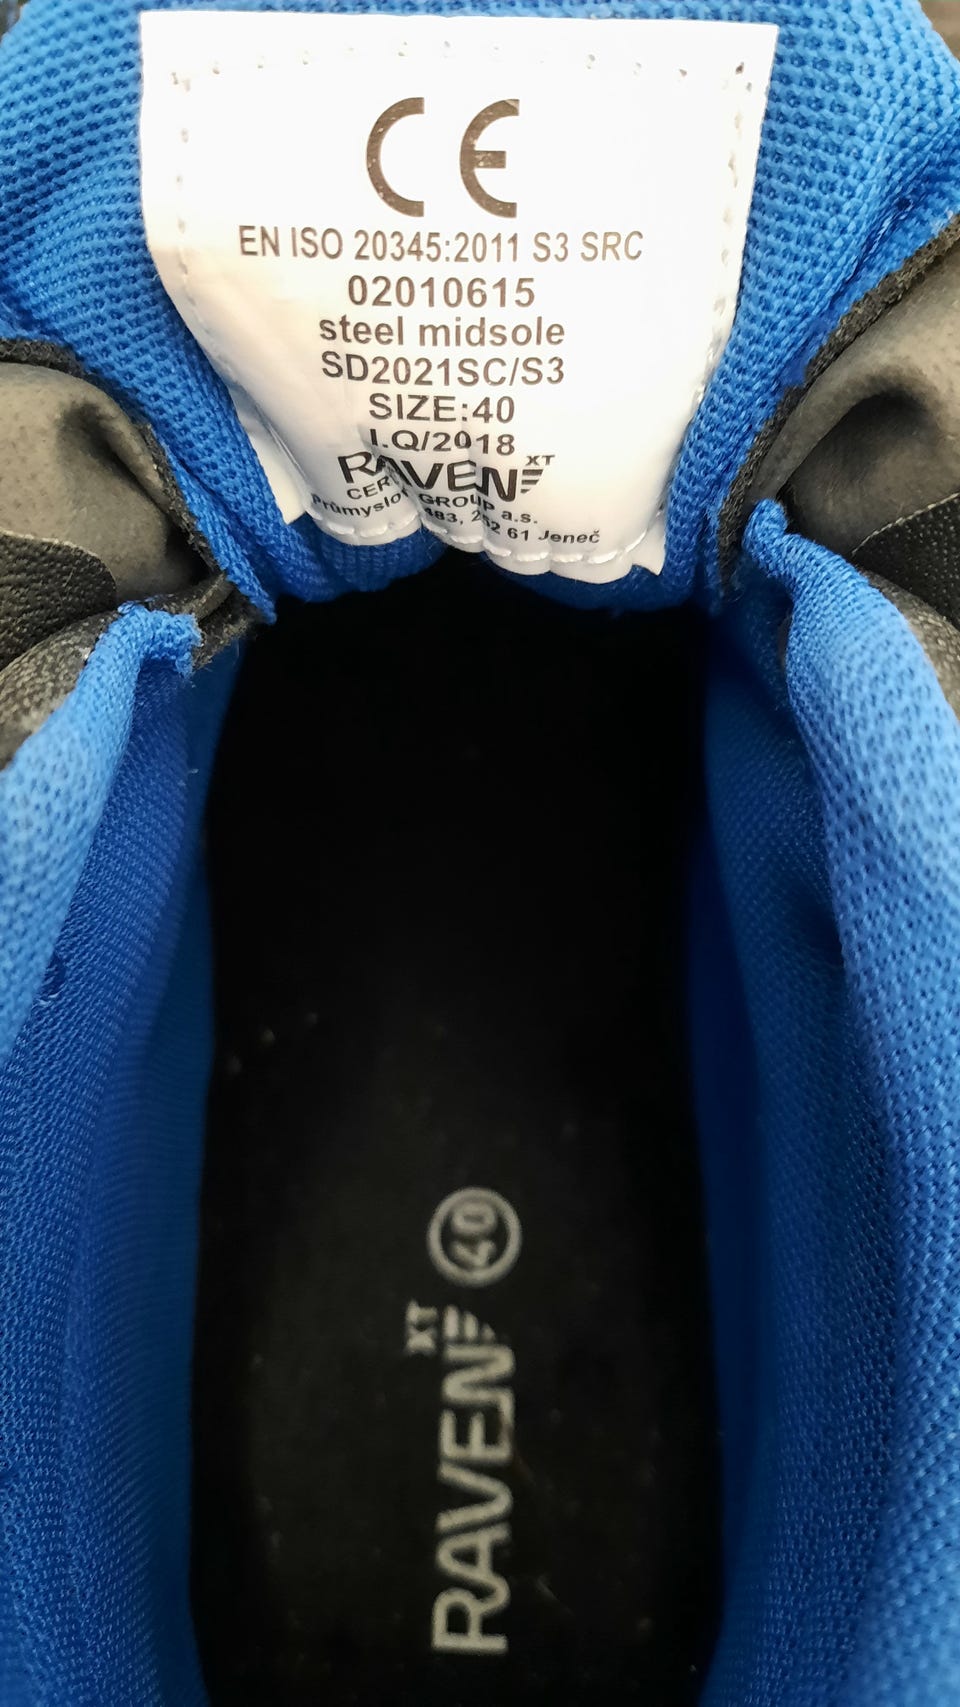 CE
EN ISO 20345:2011 S3 SRC
02010615
steel midsole
SD2021SC/S3
SIZE:40
I.Q/2018
RAVEN XT
GROUP a.s.
61 Jeneč
40
RAVEN XT